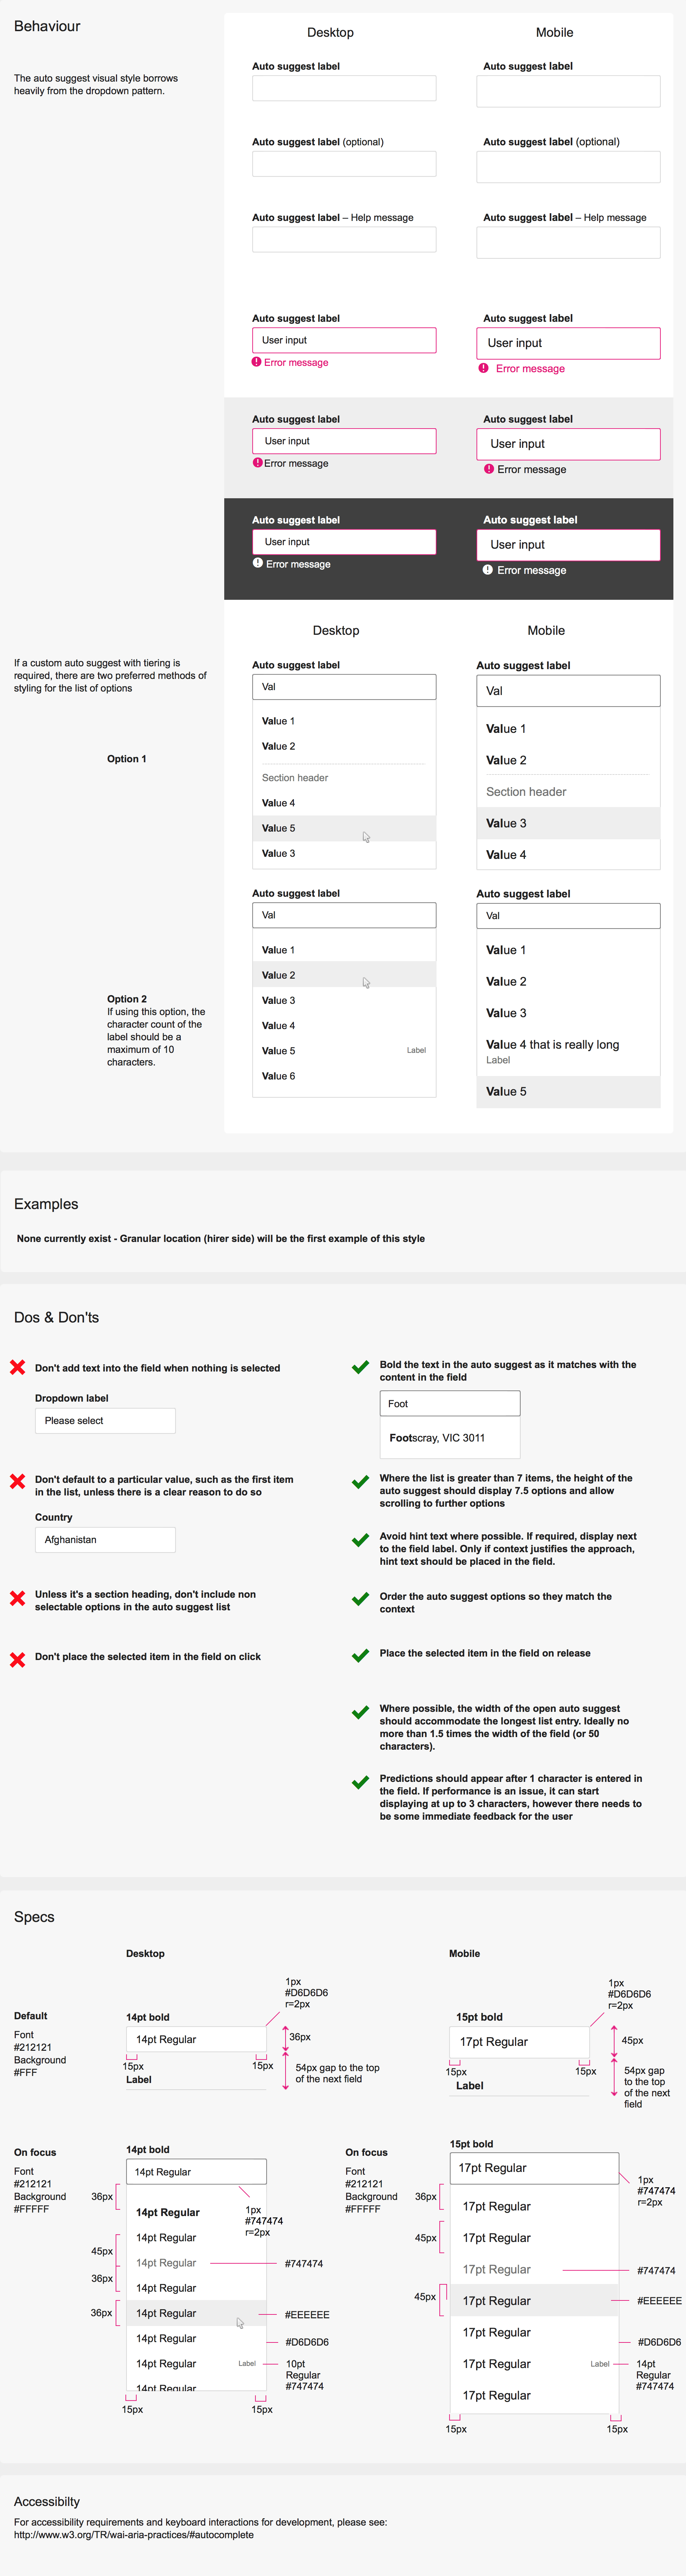 Behaviour
Desktop
Mobile
The auto suggest visual style borrows
heavily from the dropdown pattern.
Auto suggest label
Auto suggest label
Auto suggest label (optional)
Auto suggest label (optional)
Auto suggest label – Help message
Auto suggest label – Help message
Auto suggest label
Auto suggest label
User input
User input
Error message
Error message
Auto suggest label
Auto suggest label
User input
User input
Error message
Error message
Auto suggest label
Auto suggest label
User input
User input
Error message
Error message
Desktop
Mobile
If a custom auto suggest with tiering is
required, there are two preferred methods of
styling for the list of options
Option 1
Auto suggest label
Val
Value 1
Value 2
Section header
Value 4
Value 5
Value 3
Auto suggest label
Val
Value 1
Value 2
Section header
Value 3
Value 4
Option 2
If using this option, the
character count of the
label should be a
maximum of 10
characters.
Auto suggest label
Val
Value 1
Value 2
Value 3
Value 4
Value 5 Label
Value 6
Auto suggest label
Val
Value 1
Value 2
Value 3
Value 4 that is really long
Label
Value 5
Examples
None currently exist - Granular location (hirer side) will be the first example of this style
Dos & Don'ts
Don't add text into the field when nothing is selected
Dropdown label
Please select
Don't default to a particular value, such as the first item
in the list, unless there is a clear reason to do so
Country
Afghanistan
Unless it's a section heading, don't include non
selectable options in the auto suggest list
Don't place the selected item in the field on click
Bold the text in the auto suggest as it matches with the
content in the field
Foot
Footscray, VIC 3011
Where the list is greater than 7 items, the height of the
auto suggest should display 7.5 options and allow
scrolling to further options
Avoid hint text where possible. If required, display next
to the field label. Only if context justifies the approach,
hint text should be placed in the field.
Order the auto suggest options so they match the
context
Place the selected item in the field on release
Where possible, the width of the open auto suggest
should accommodate the longest list entry. Ideally no
more than 1.5 times the width of the field (or 50
characters).
Predictions should appear after 1 character is entered in
the field. If performance is an issue, it can start
displaying at up to 3 characters, however there needs to
be some immediate feedback for the user
Specs
Desktop
Mobile
Default
Font
#212121
Background
#FFF
14pt bold
14pt Regular
1px
#D6D6D6
r=2px
36px
15px
15px
54px gap to the top
of the next field
Label
15pt bold
17pt Regular
1px
#D6D6D6
r=2px
45px
15px
15px
54px gap
to the top
of the next
field
Label
On focus
Font
#212121
Background
#FFFFF
14pt bold
14pt Regular
1px
#747474
r=2px
36px
14pt Regular
14pt Regular
45px
14pt Regular
#747474
36px
14pt Regular
36px
14pt Regular
#EEEEEE
14pt Regular
#D6D6D6
14pt Regular
Label
10pt
Regular
#747474
14pt Regular
15px
15px
On focus
Font
#212121
Background
#FFFFF
15pt bold
17pt Regular
1px
#747474
r=2px
36px
17pt Regular
45px
17pt Regular
17pt Regular
#747474
45px
17pt Regular
#EEEEEE
17pt Regular
#D6D6D6
17pt Regular
Label
14pt
Regular
#747474
17pt Regular
15px
15px
Accessibilty
For accessibility requirements and keyboard interactions for development, please see:
http://www.w3.org/TR/wai-aria-practices/#autocomplete